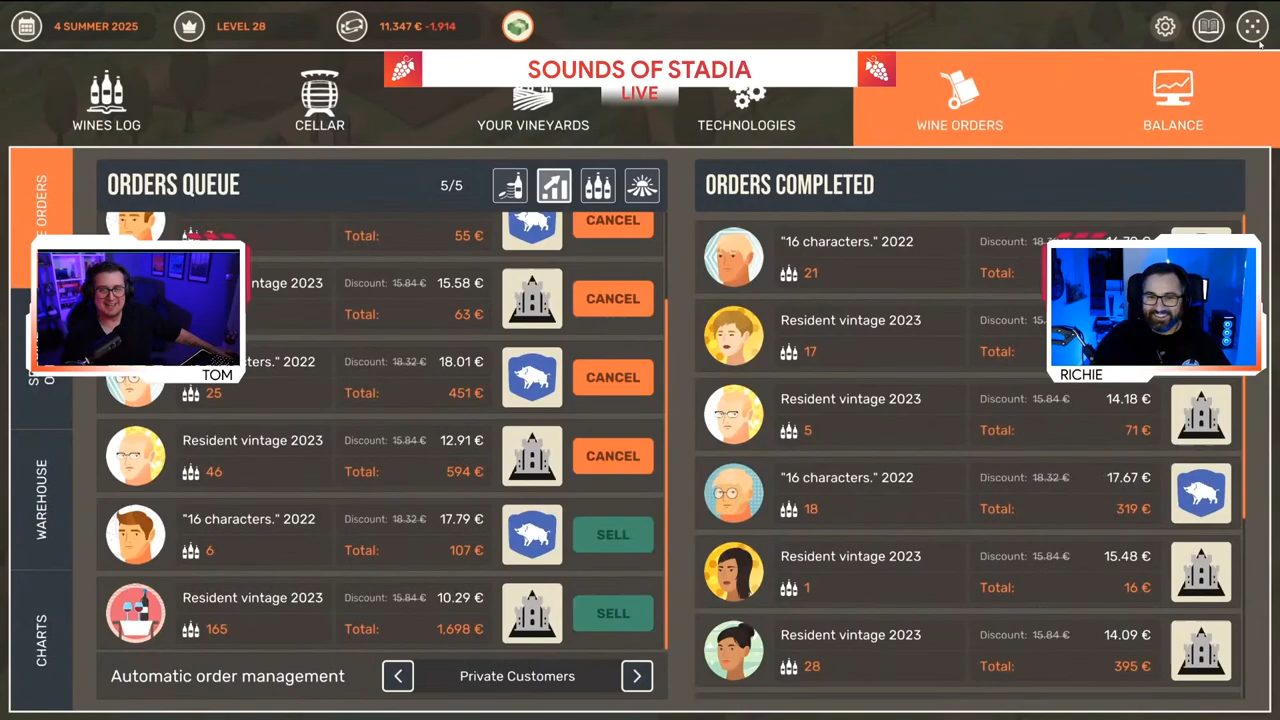 4 SUMMER 2025
LEVEL 28
11,347 € -1,914
SOUNDS OF STADIA
LIVE
WINES LOG
CELLAR
YOUR VINEYARDS
TECHNOLOGIES
WINE ORDERS
BALANCE
ORDERS
WAREHOUSE
CHARTS
ORDERS QUEUE
5/5
Total: 55 €
CANCEL
ntage 2023
Discount: 15.84 € 15.58 €
Total: 63 €
CANCEL
ters." 2022
Discount: 18.32 € 18.01 €
25
Total: 451 €
CANCEL
Resident vintage 2023
Discount: 15.84 € 12.91 €
46
Total: 594 €
CANCEL
"16 characters." 2022
Discount: 18.32 € 17.79 €
6
Total: 107 €
SELL
Resident vintage 2023
Discount: 15.84 € 10.29 €
165
Total: 1,698 €
SELL
Automatic order management
Private Customers
ORDERS COMPLETED
"16 characters." 2022
Discount:
21
Total:
Resident vintage 2023
Discount:
17
Total:
Resident vintage 2023
Discount: 15.84 € 14.18 €
5
Total: 71 €
"16 characters." 2022
Discount: 18.32 € 17.67 €
18
Total: 319 €
Resident vintage 2023
Discount: 15.84 € 15.48 €
1
Total: 16 €
Resident vintage 2023
Discount: 15.84 € 14.09 €
28
Total: 395 €
TOM
RICHIE